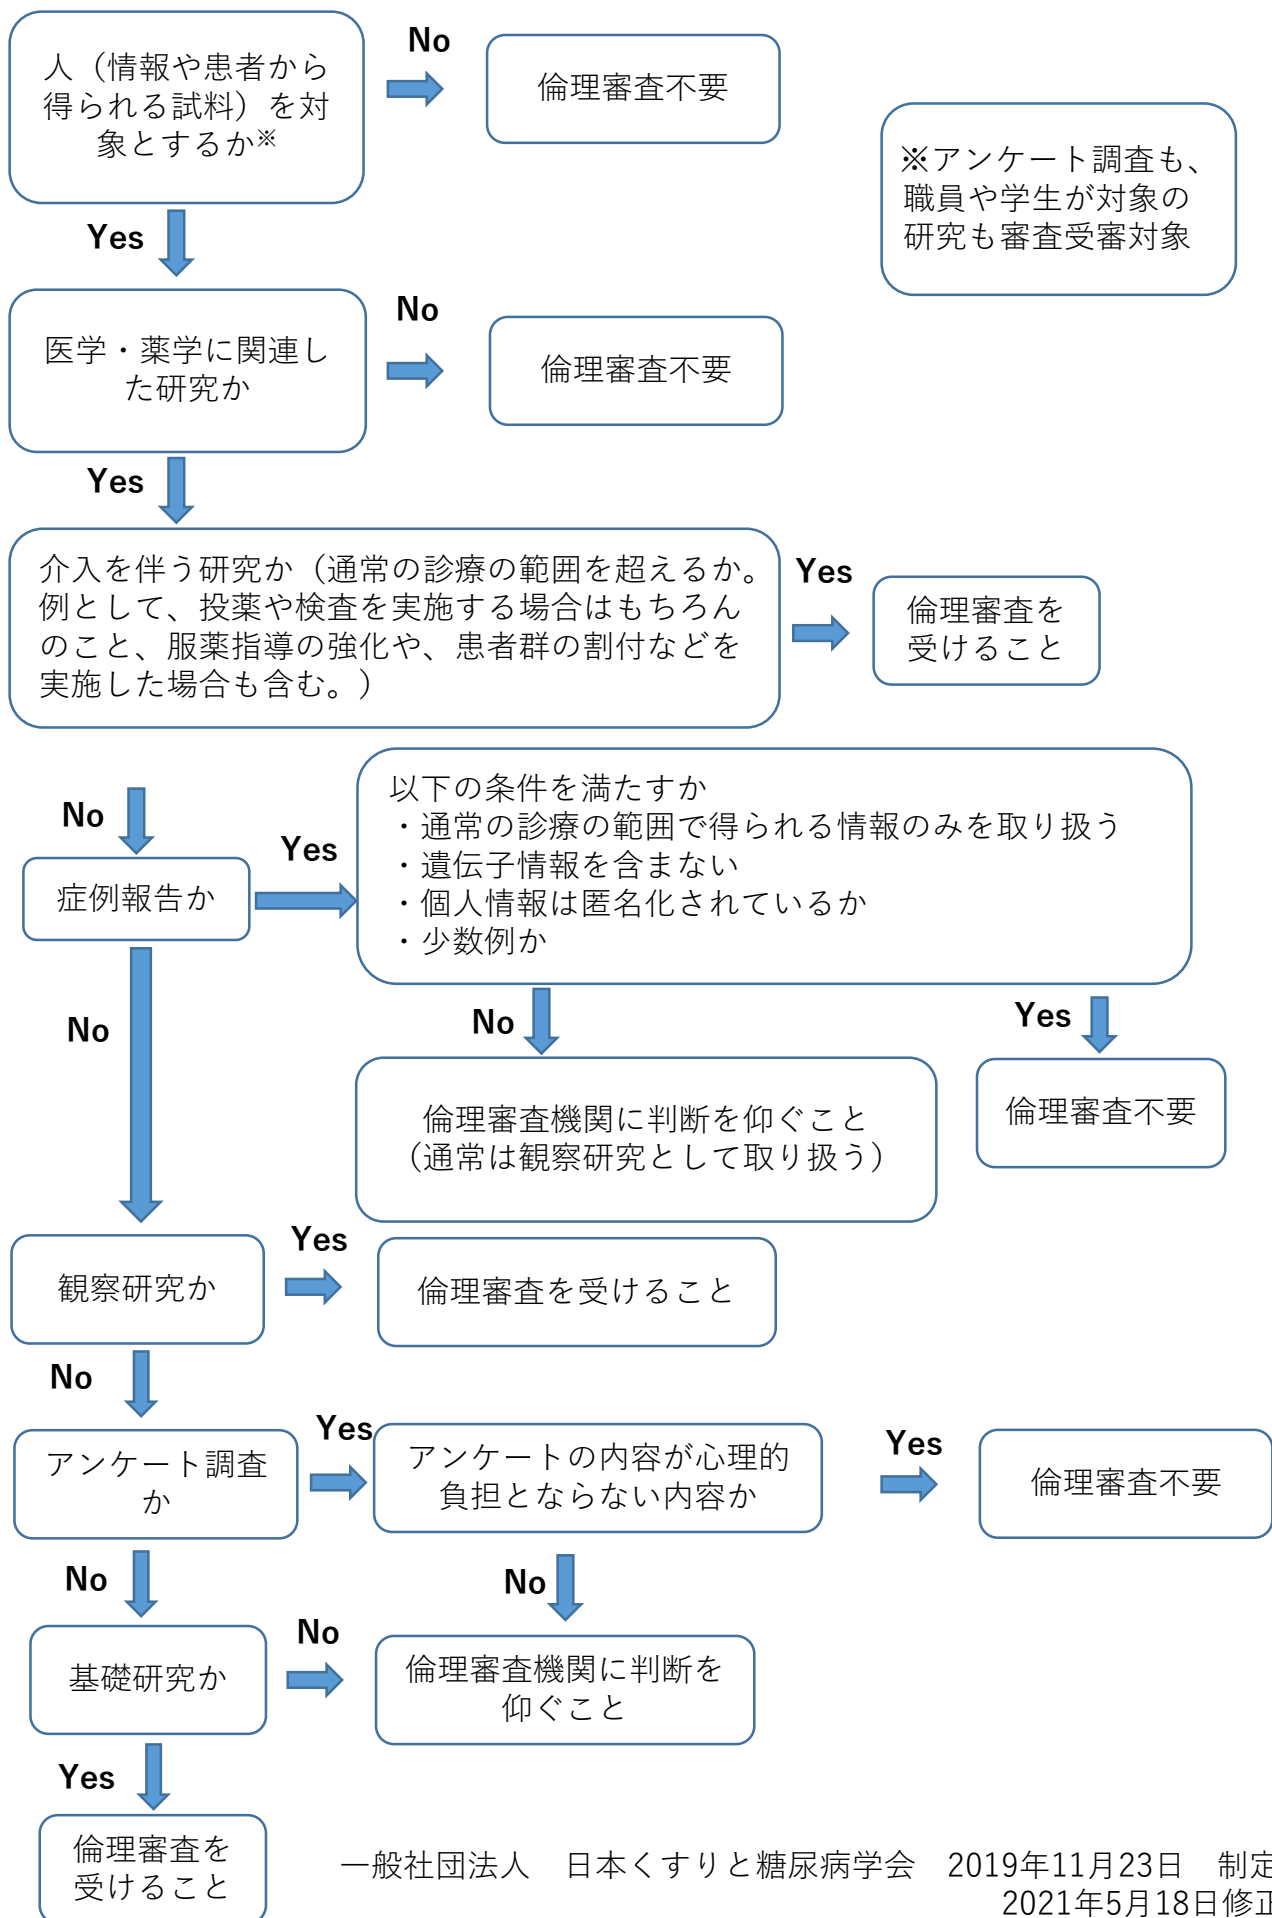 人（情報や患者から
得られる試料）を対
象とするか※
No
倫理審査不要
※アンケート調査も、
職員や学生が対象の
研究も審査受審対象
Yes
医学・薬学に関連し
た研究か
No
倫理審査不要
Yes
介入を伴う研究か（通常の診療の範囲を超えるか。
例として、投薬や検査を実施する場合はもちろん
のこと、服薬指導の強化や、患者群の割付などを
実施した場合も含む。）
Yes
倫理審査を
受けること
No
症例報告か
Yes
以下の条件を満たすか
・通常の診療の範囲で得られる情報のみを取り扱う
・遺伝子情報を含まない
・個人情報は匿名化されているか
・少数例か
No
No
倫理審査機関に判断を仰ぐこと
（通常は観察研究として取り扱う）
Yes
倫理審査不要
観察研究か
Yes
倫理審査を受けること
No
アンケート調査
か
Yes
アンケートの内容が心理的
負担とならない内容か
Yes
倫理審査不要
No
No
基礎研究か
No
倫理審査機関に判断を
仰ぐこと
Yes
倫理審査を
受けること
一般社団法人　日本くすりと糖尿病学会　2019年11月23日　制定
2021年5月18日修正